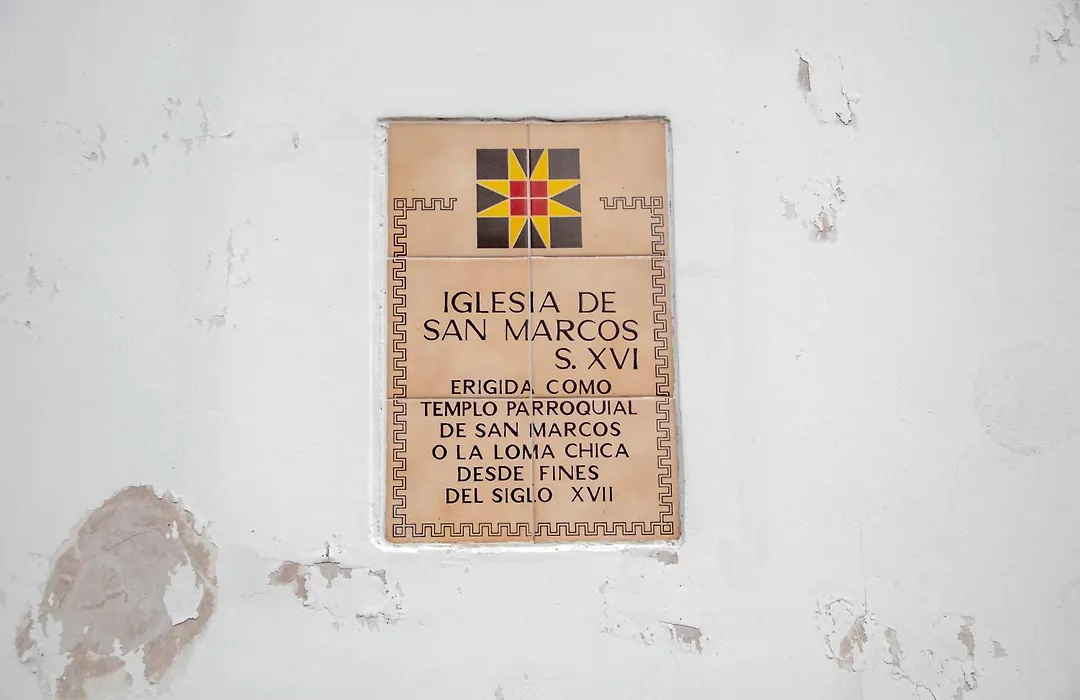 IGLESIA DE
SAN MARCOS
S. XVI
ERIGIDA COMO
TEMPLO PARROQUIAL
DE SAN MARCOS
O LA LOMA CHICA
DESDE FINES
DEL SIGLO XVII